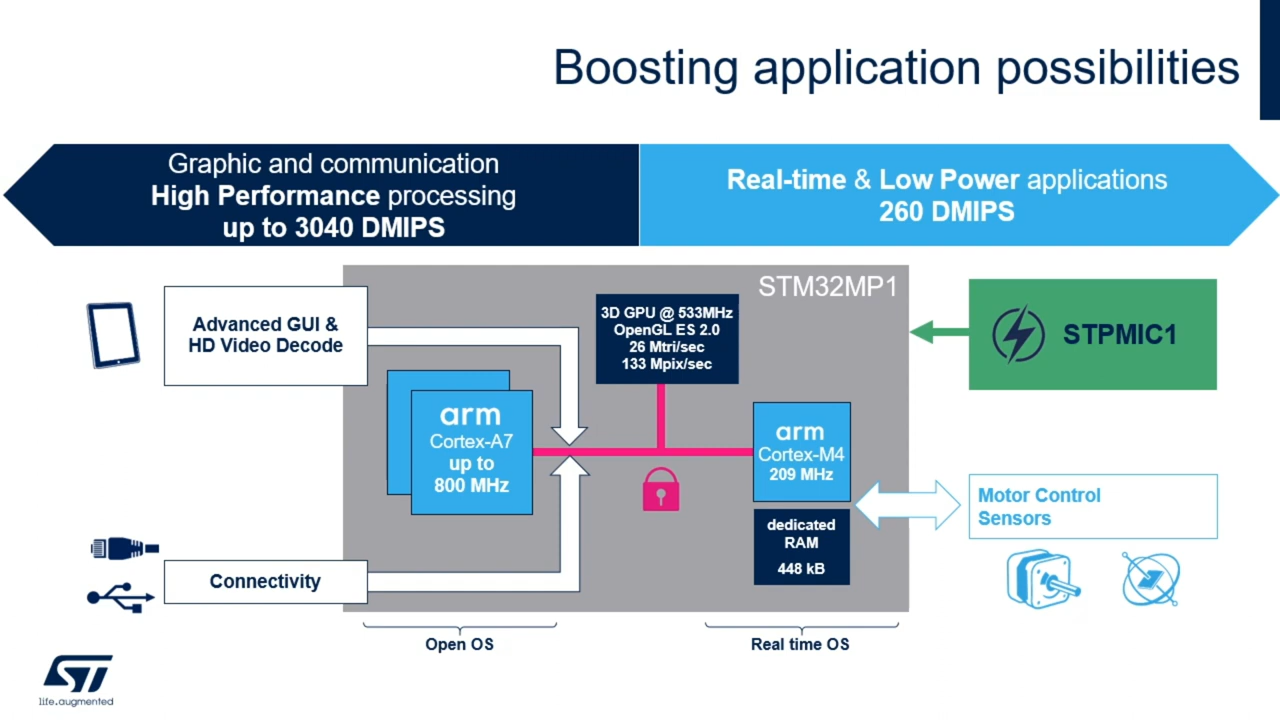 Boosting application possibilities
Graphic and communication
High Performance processing
up to 3040 DMIPS
Real-time & Low Power applications
260 DMIPS
STM32MP1
Advanced GUI &
HD Video Decode
3D GPU @ 533MHz
OpenGL ES 2.0
26 Mtri/sec
133 Mpix/sec
STPMIC1
arm
Cortex-A7
up to
800 MHz
arm
Cortex-M4
209 MHz
dedicated
RAM
448 kB
Motor Control
Sensors
Connectivity
Open OS
Real time OS
ST
life.augmented